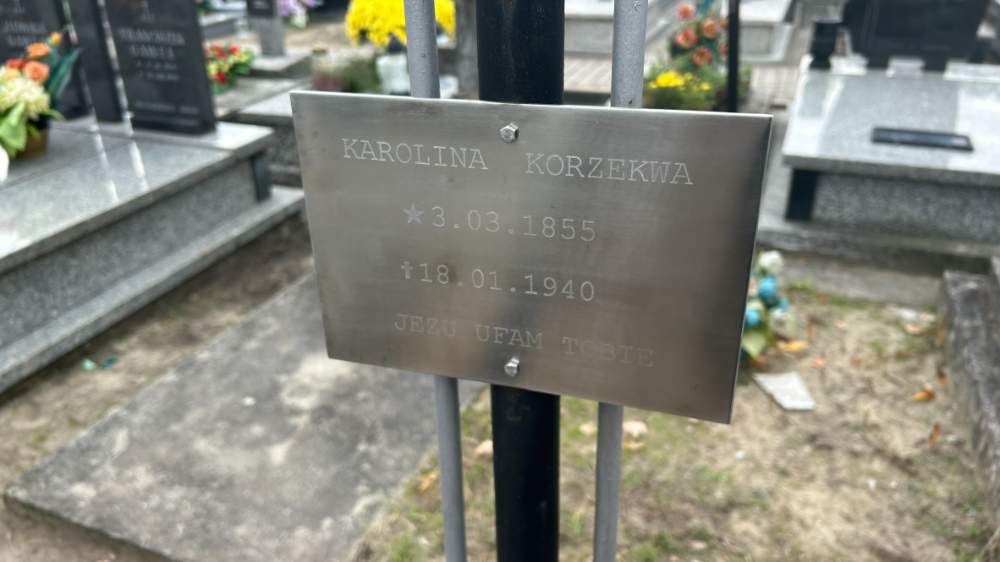 KAROLINA KORZEKWA
★3.03.1855
✝18.01.1940
JEZU UFAM TOBIE